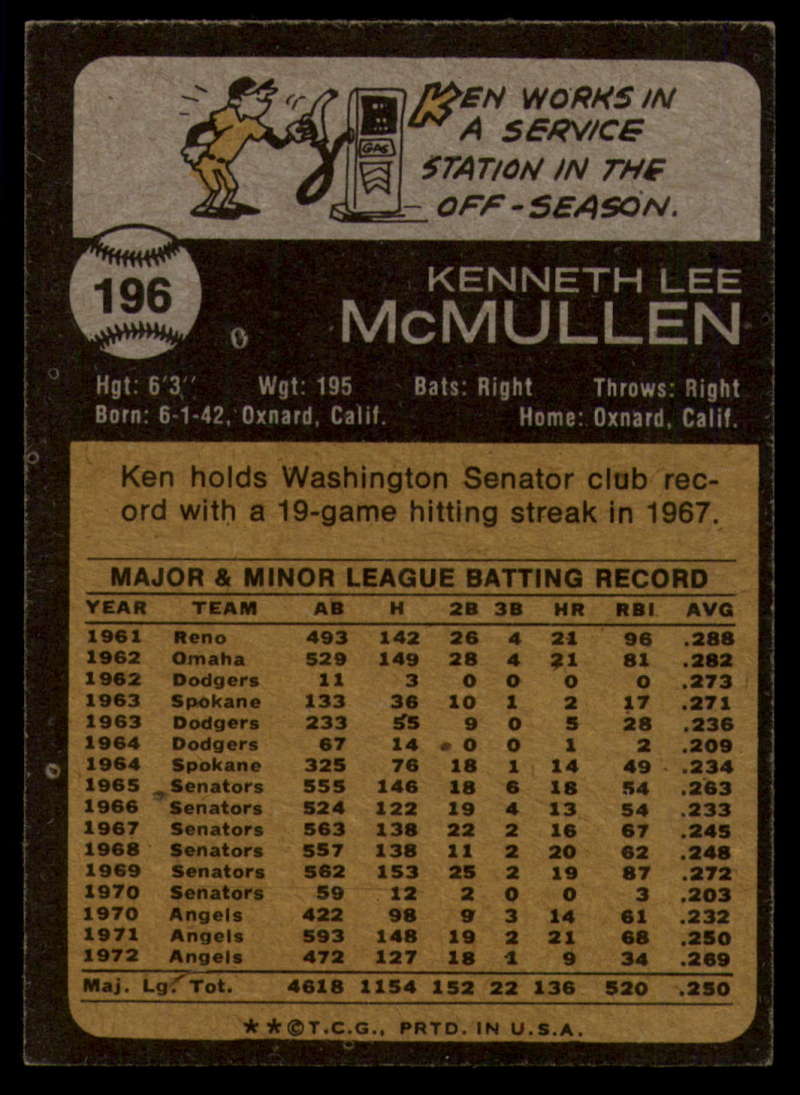 KEN WORKS IN
A SERVICE
STATION IN THE
OFF-SEASON.
GAS
196
KENNETH LEE
McMULLEN
Hgt: 6'3" Wgt: 195 Bats: Right Throws: Right
Born: 6-1-42, Oxnard, Calif. Home: Oxnard, Calif.
Ken holds Washington Senator club rec-
ord with a 19-game hitting streak in 1967.
MAJOR & MINOR LEAGUE BATTING RECORD
YEAR TEAM AB H 2B 3B HR RBI AVG
1961 Reno 493 142 26 4 21 96 .288
1962 Omaha 529 149 28 4 21 81 .282
1962 Dodgers 11 3 0 0 0 0 .273
1963 Spokane 133 36 10 1 2 17 .271
1963 Dodgers 233 55 9 0 5 28 .236
1964 Dodgers 67 14 0 0 1 2 .209
1964 Spokane 325 76 18 1 14 49 .234
1965 Senators 555 146 18 6 18 54 .263
1966 Senators 524 122 19 4 13 54 .233
1967 Senators 563 138 22 2 16 67 .245
1968 Senators 557 138 11 2 20 62 .248
1969 Senators 562 153 25 2 19 87 .272
1970 Senators 59 12 2 0 0 3 .203
1970 Angels 422 98 9 3 14 61 .232
1971 Angels 593 148 19 2 21 68 .250
1972 Angels 472 127 18 1 9 34 .269
Maj. Lg. Tot. 4618 1154 152 22 136 520 .250
★★©T.C.G., PRTD. IN U.S.A.